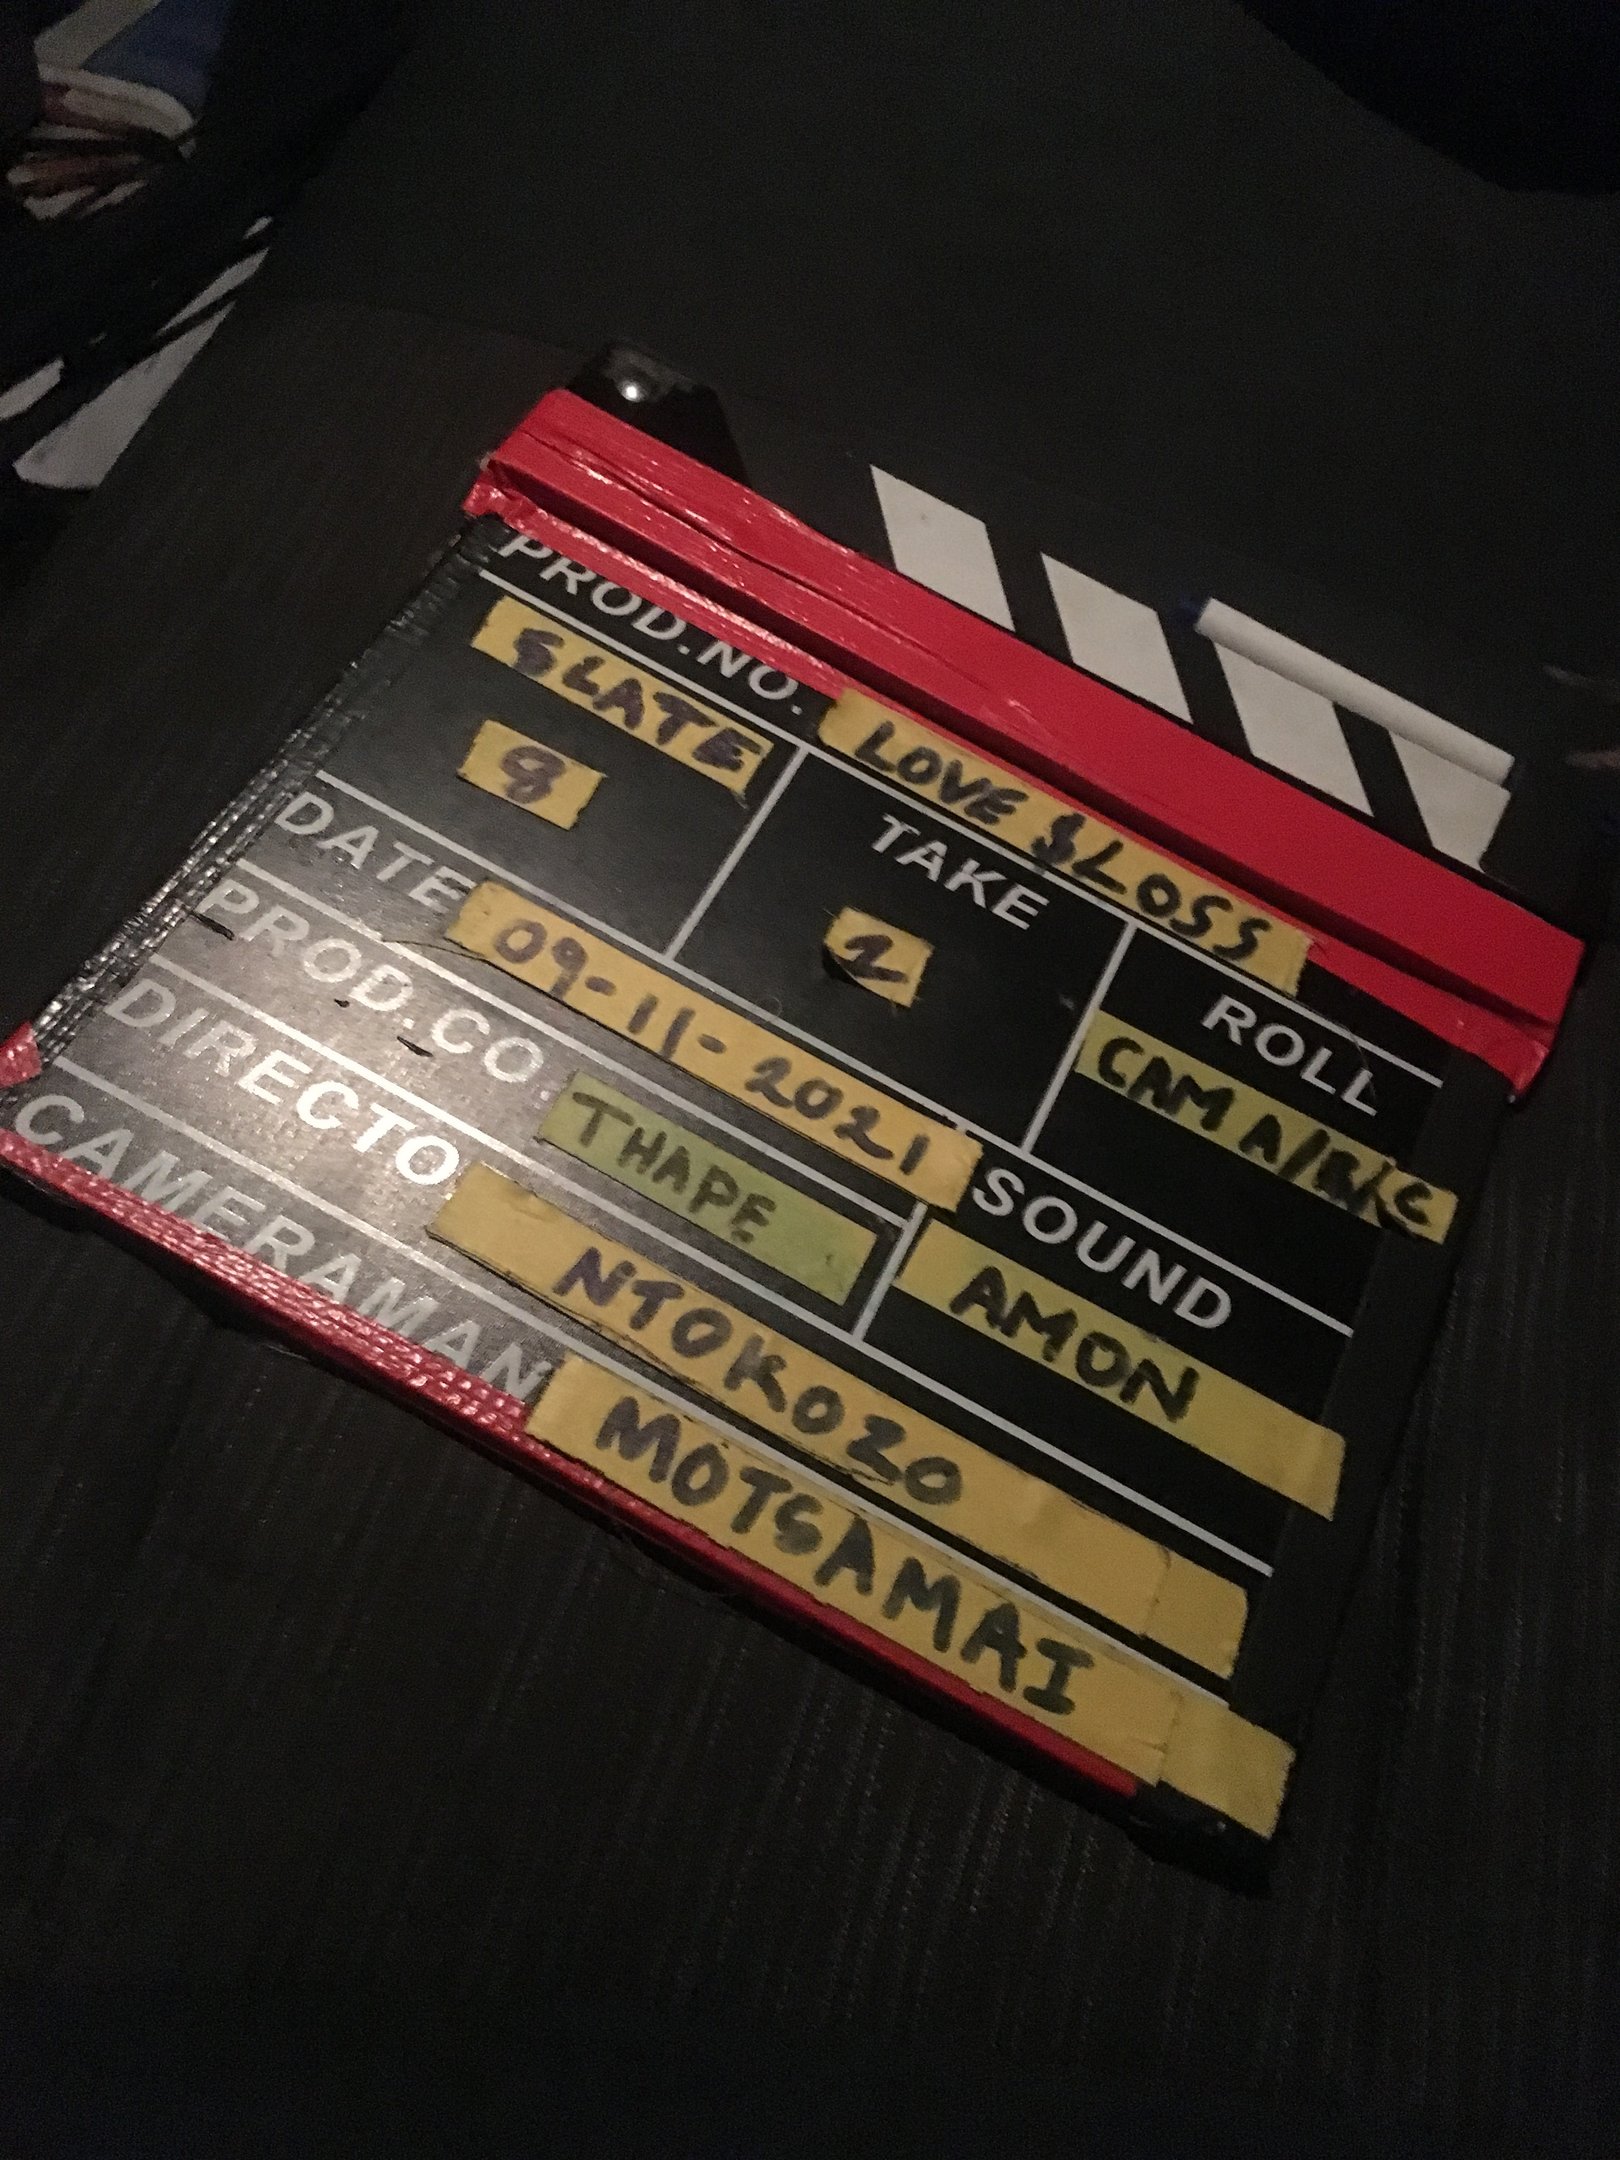 PROD.NO. LOVE & LOSS
SLATE
8
TAKE
ROLL
CAM A/B/C
DATE 09-11-2021
SOUND
AMON
PROD.CO. THAPE
DIRECTO NTOKOZO
CAMERAMAN MOTSAMAI